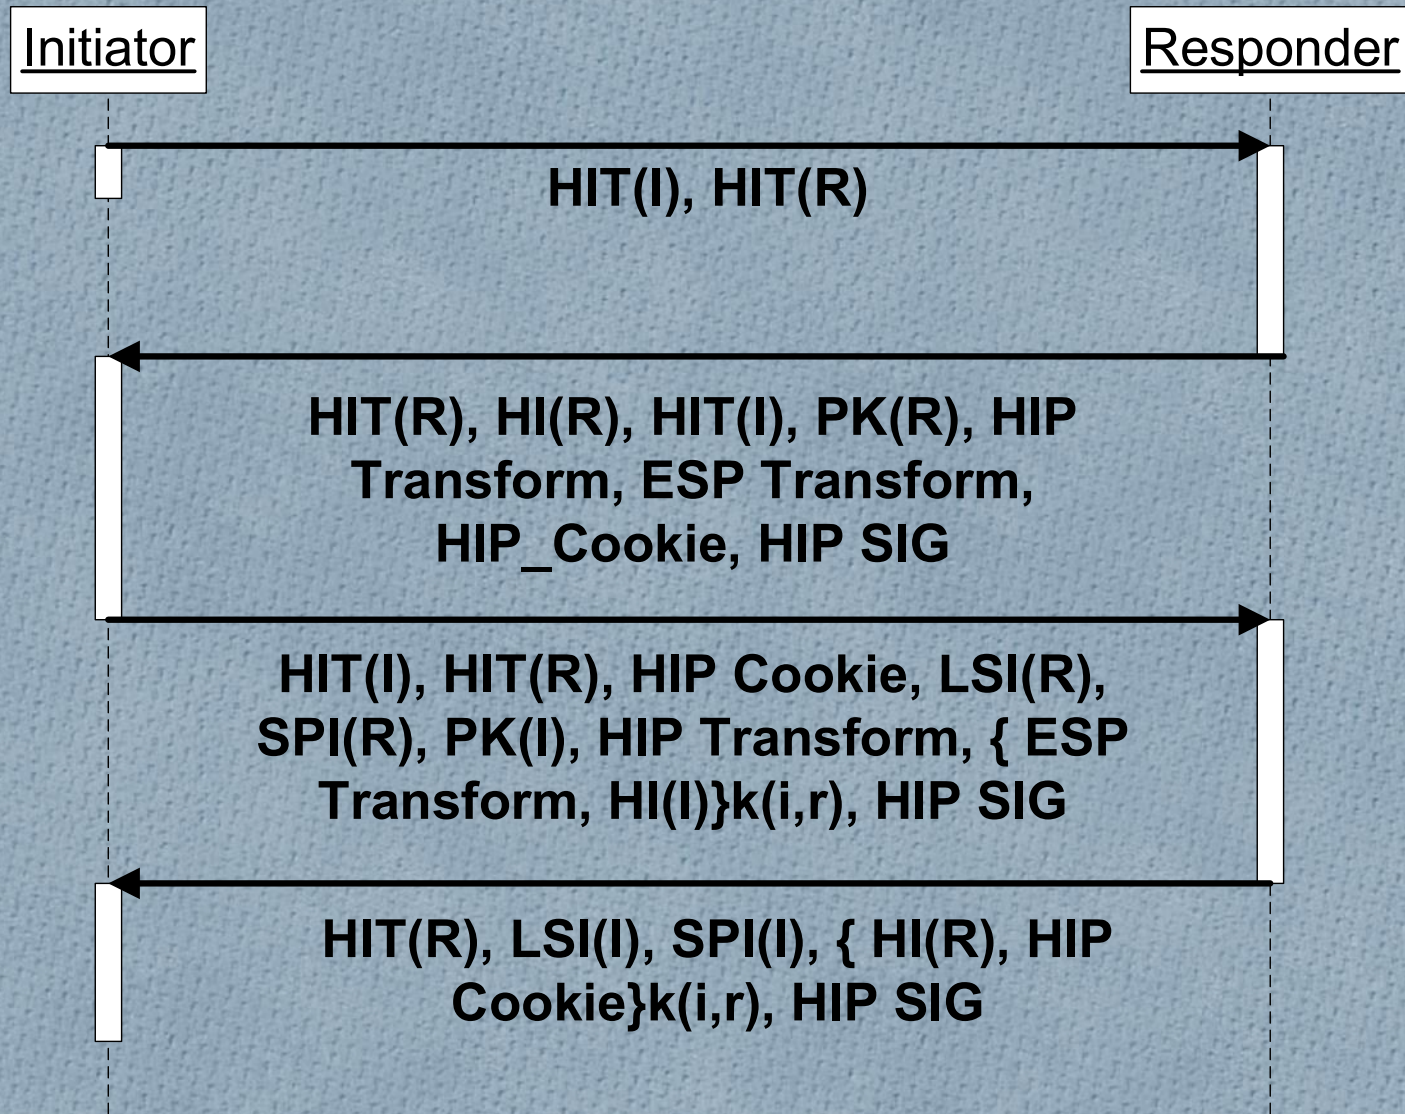 Initiator
Responder
HIT(I), HIT(R)
HIT(R), HI(R), HIT(I), PK(R), HIP
Transform, ESP Transform,
HIP_Cookie, HIP SIG
HIT(I), HIT(R), HIP Cookie, LSI(R),
SPI(R), PK(I), HIP Transform, { ESP
Transform, HI(I)}k(i,r), HIP SIG
HIT(R), LSI(I), SPI(I), { HI(R), HIP
Cookie}k(i,r), HIP SIG